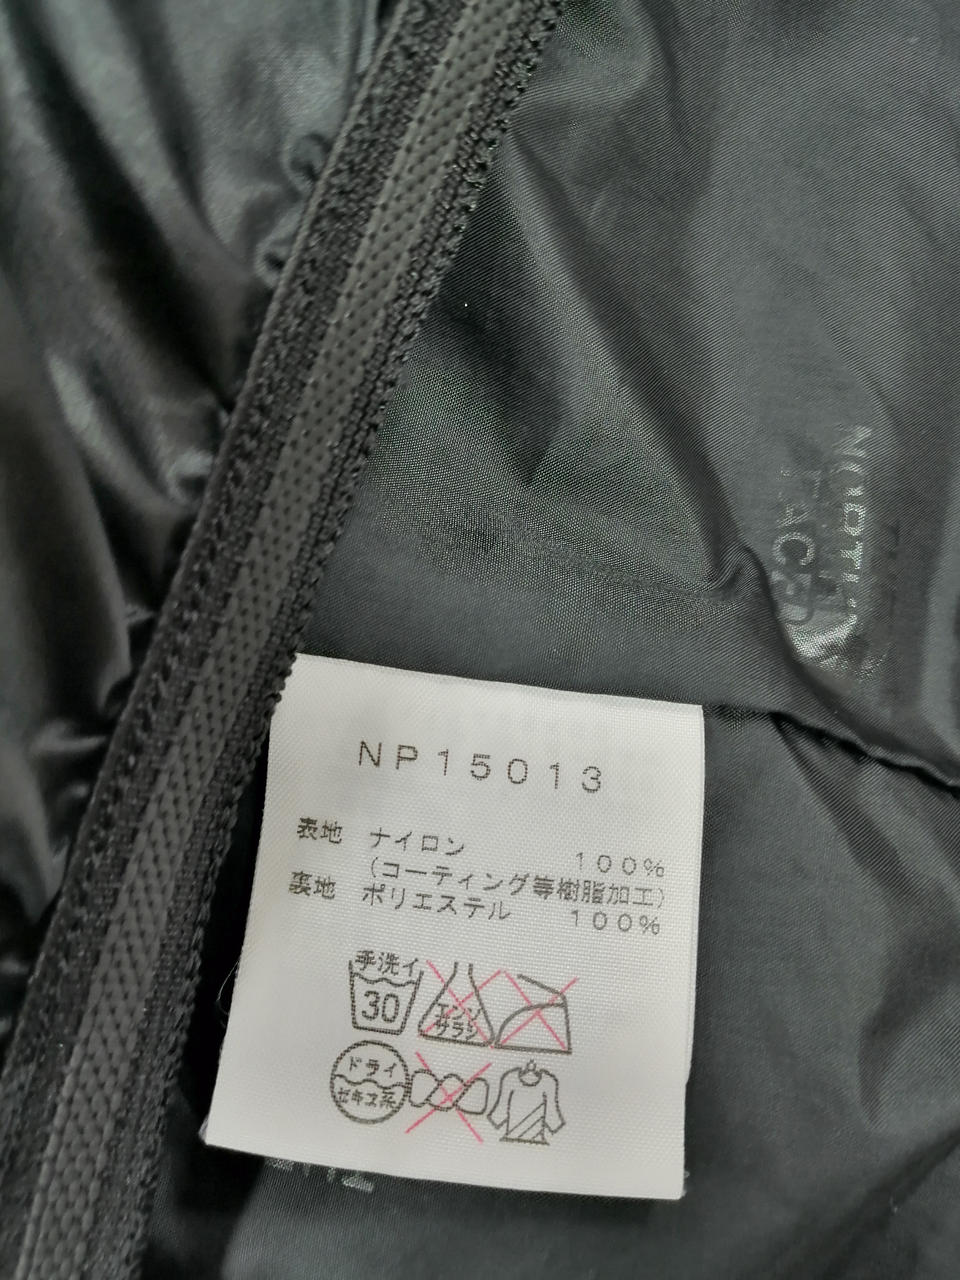 NORTH
FACE
NP15013
表地 ナイロン 100%
(コーティング等樹脂加工)
裏地 ポリエステル 100%
手洗イ
30
エンソ
サラシ
ドライ
セキユ系